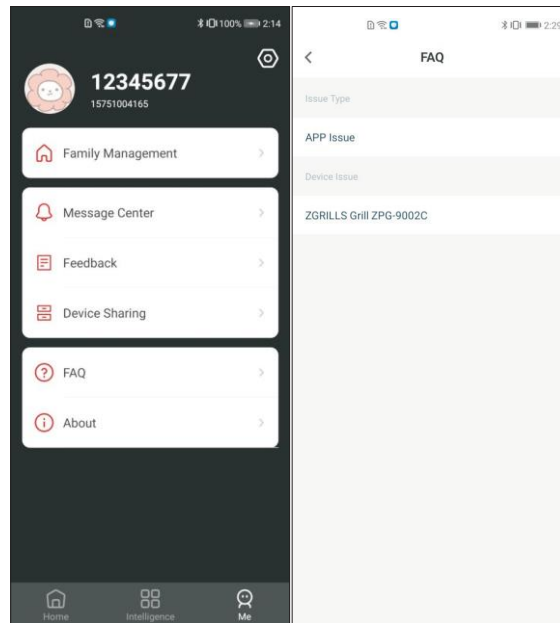 100% 2:14
12345677
15751004165
Family Management
Message Center
Feedback
Device Sharing
FAQ
About
Home
Intelligence
Me
2:29
FAQ
Issue Type
APP Issue
Device Issue
ZGRILLS Grill ZPG-9002C